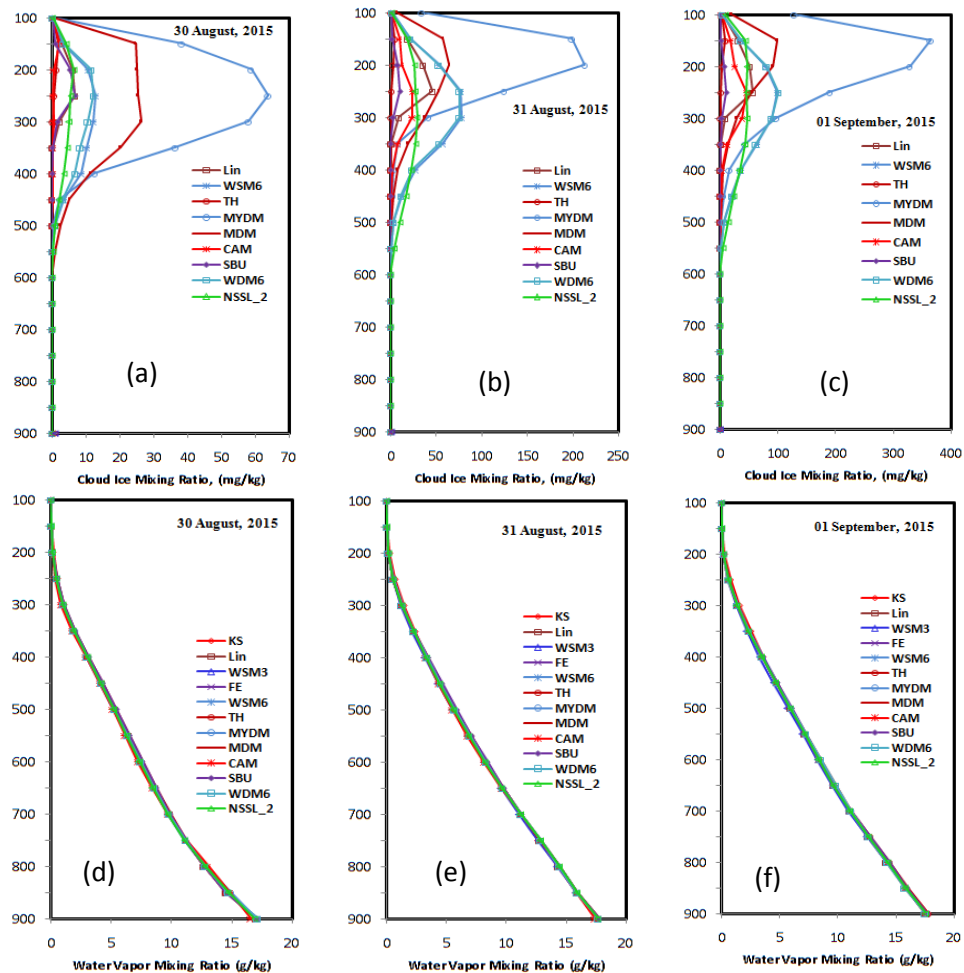 100
200
300
400
500
600
700
800
900
0 10 20 30 40 50 60 70
Cloud Ice Mixing Ratio, (mg/kg)
30 August, 2015
Lin
WSM6
TH
MYDM
MDM
CAM
SBU
WDM6
NSSL_2
(a)
100
200
300
400
500
600
700
800
900
0 50 100 150 200 250
Cloud Ice Mixing Ratio, (mg/kg)
31 August, 2015
Lin
WSM6
TH
MYDM
MDM
CAM
SBU
WDM6
NSSL_2
(b)
100
200
300
400
500
600
700
800
900
0 100 200 300 400
Cloud Ice Mixing Ratio, (mg/kg)
01 September, 2015
Lin
WSM6
TH
MYDM
MDM
CAM
SBU
WDM6
NSSL_2
(c)
100
200
300
400
500
600
700
800
900
0 5 10 15 20
Water Vapor Mixing Ratio (g/kg)
30 August, 2015
KS
Lin
WSM3
FE
WSM6
TH
MYDM
MDM
CAM
SBU
WDM6
NSSL_2
(d)
100
200
300
400
500
600
700
800
900
0 5 10 15 20
Water Vapor Mixing Ratio (g/kg)
31 August, 2015
KS
Lin
WSM3
FE
WSM6
TH
MYDM
MDM
CAM
SBU
WDM6
NSSL_2
(e)
100
200
300
400
500
600
700
800
900
0 5 10 15 20
Water Vapor Mixing Ratio (g/kg)
01 September, 2015
KS
Lin
WSM3
FE
WSM6
TH
MYDM
MDM
CAM
SBU
WDM6
NSSL_2
(f)